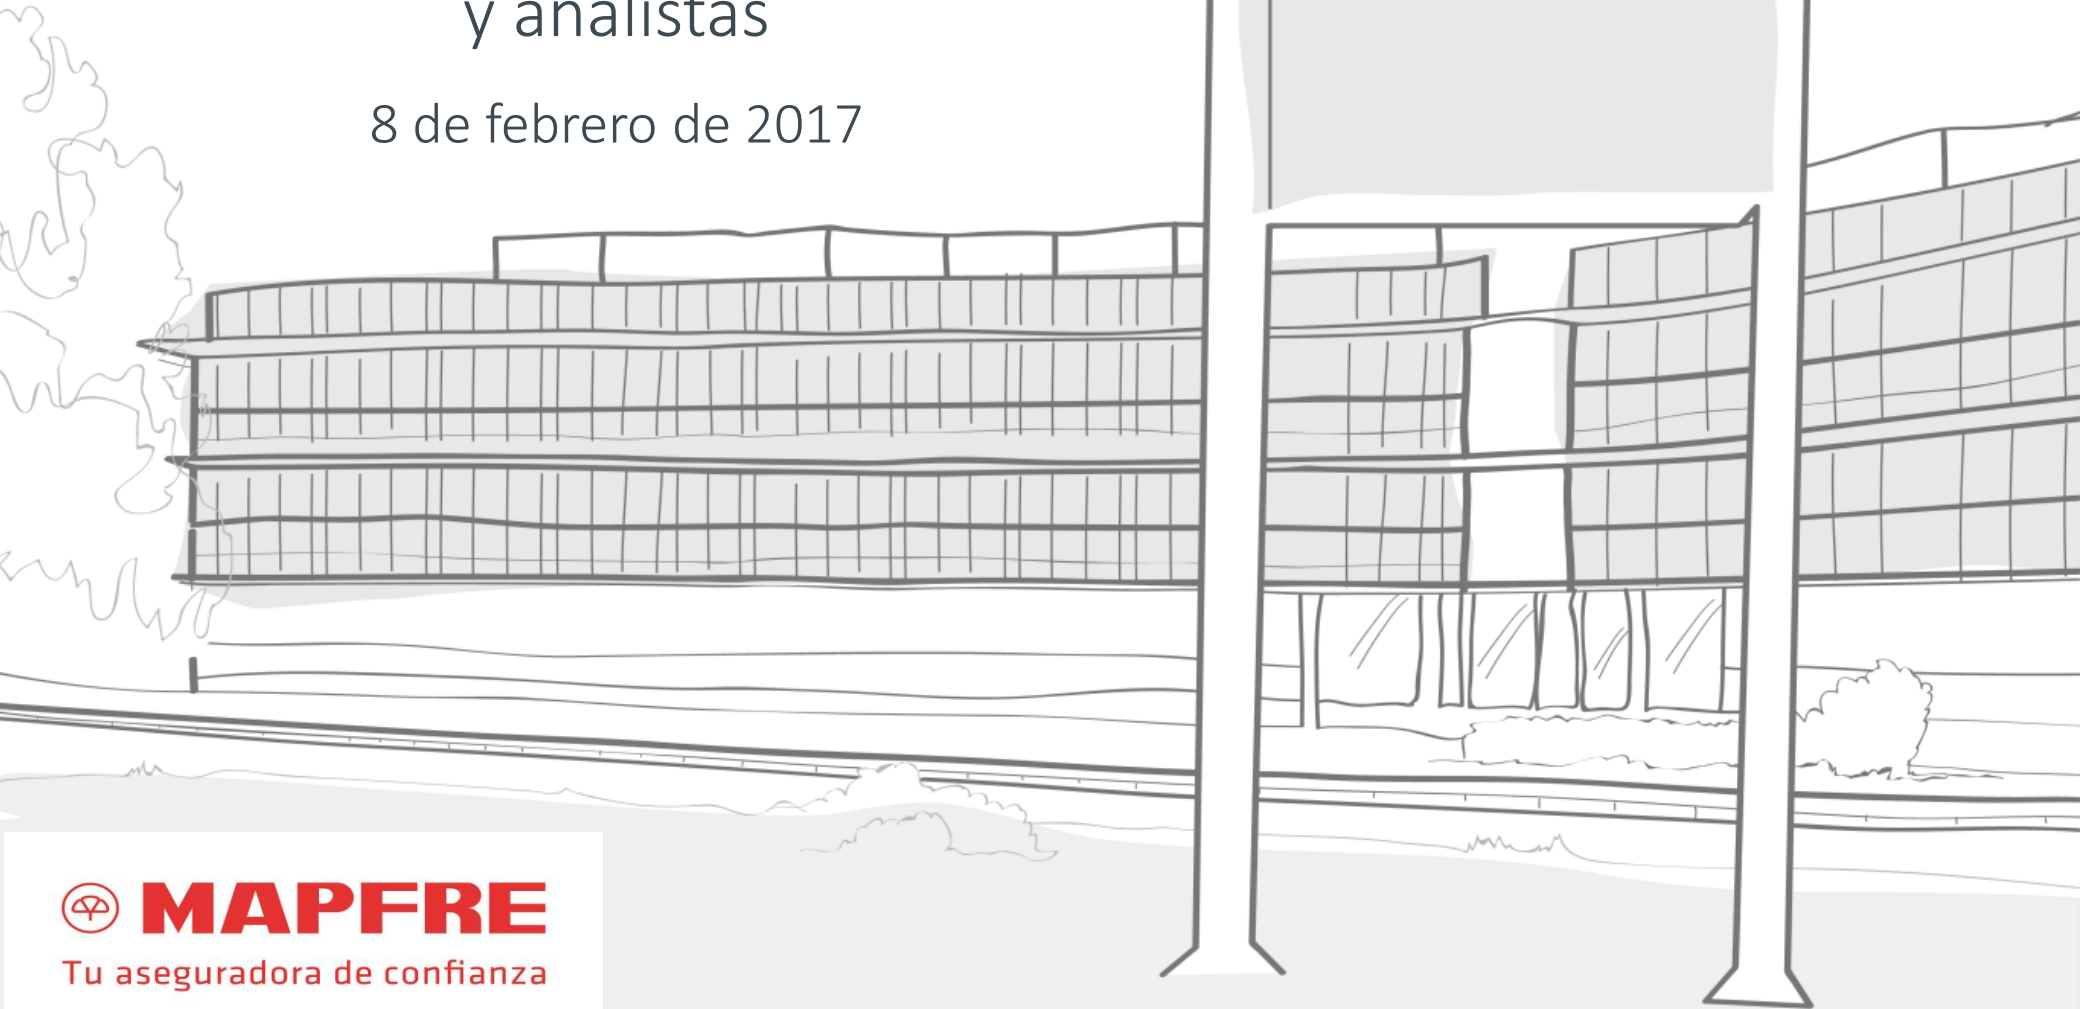 y analistas
8 de febrero de 2017
MAPFRE
Tu aseguradora de confianza